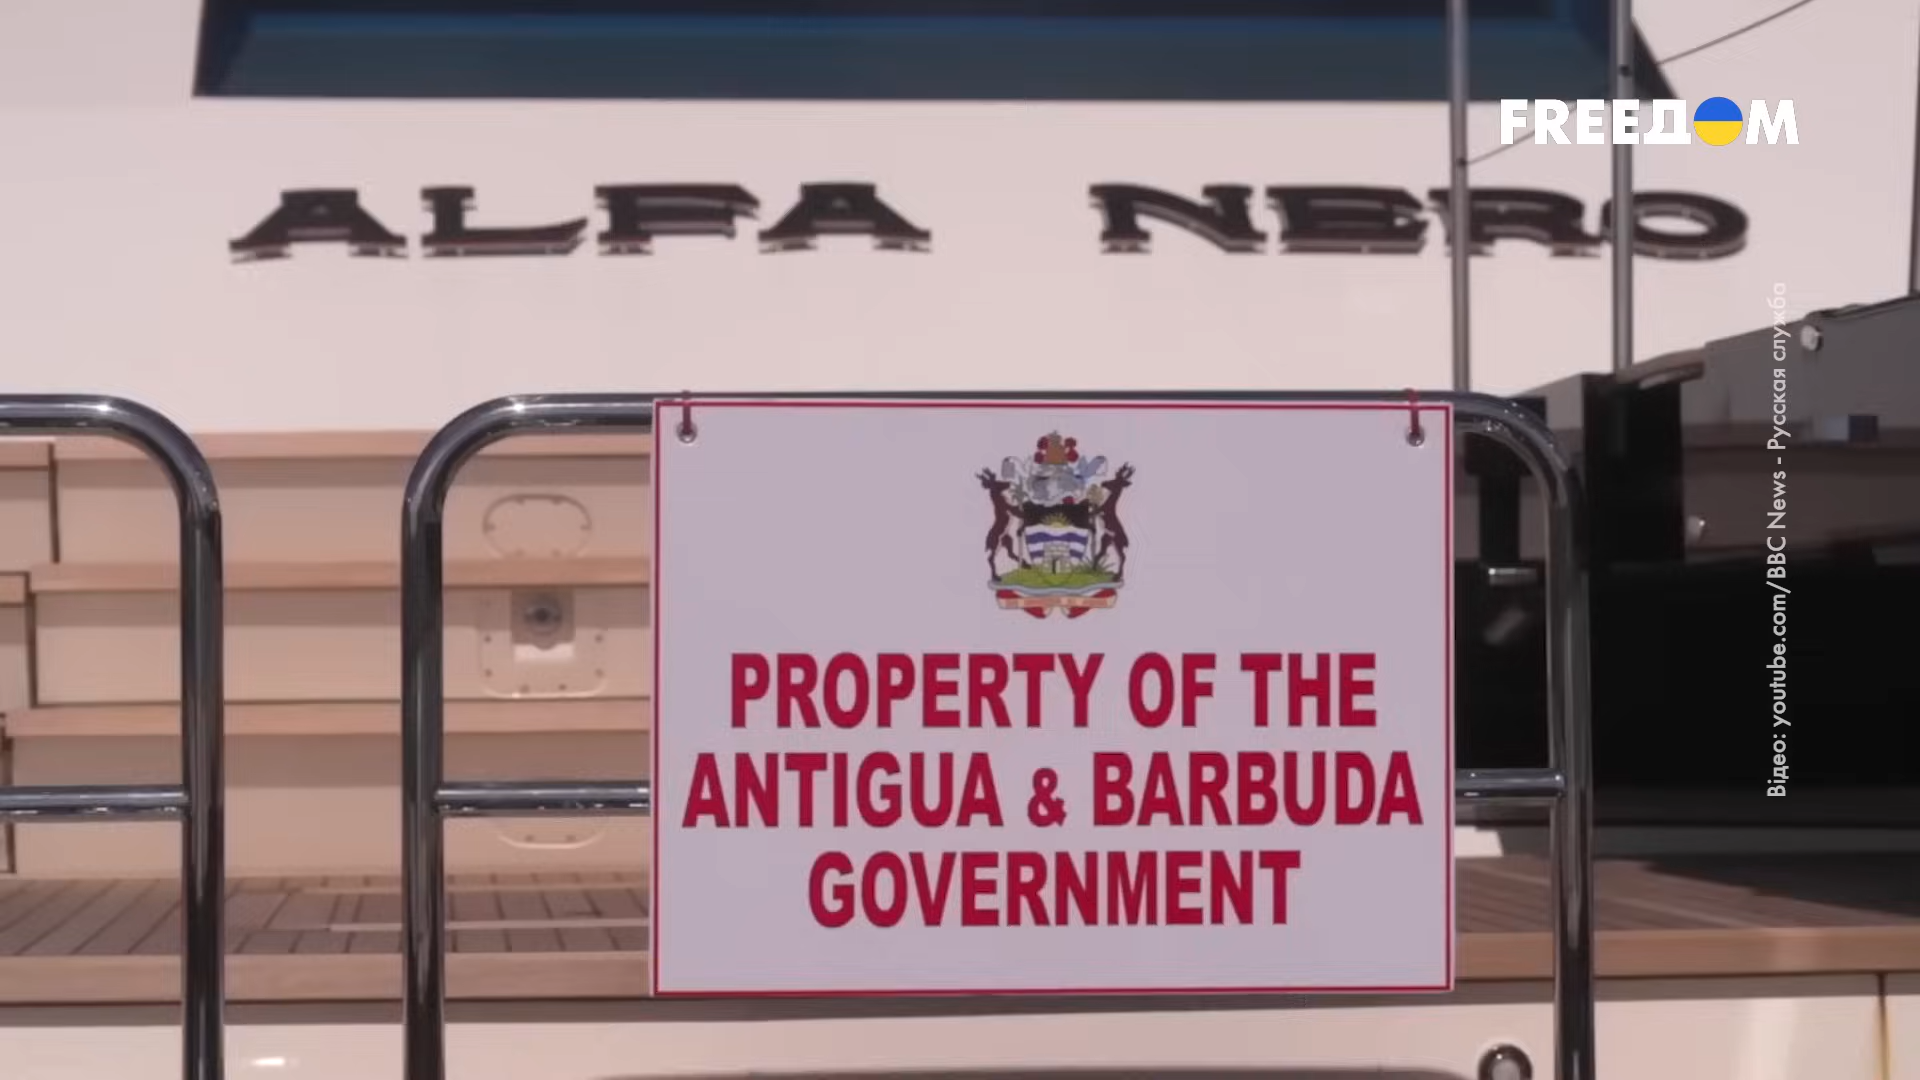 FREEДOM
ALFA NERO
Відео: youtube.com/BBC News - Русская служба
PROPERTY OF THE
ANTIGUA & BARBUDA
GOVERNMENT